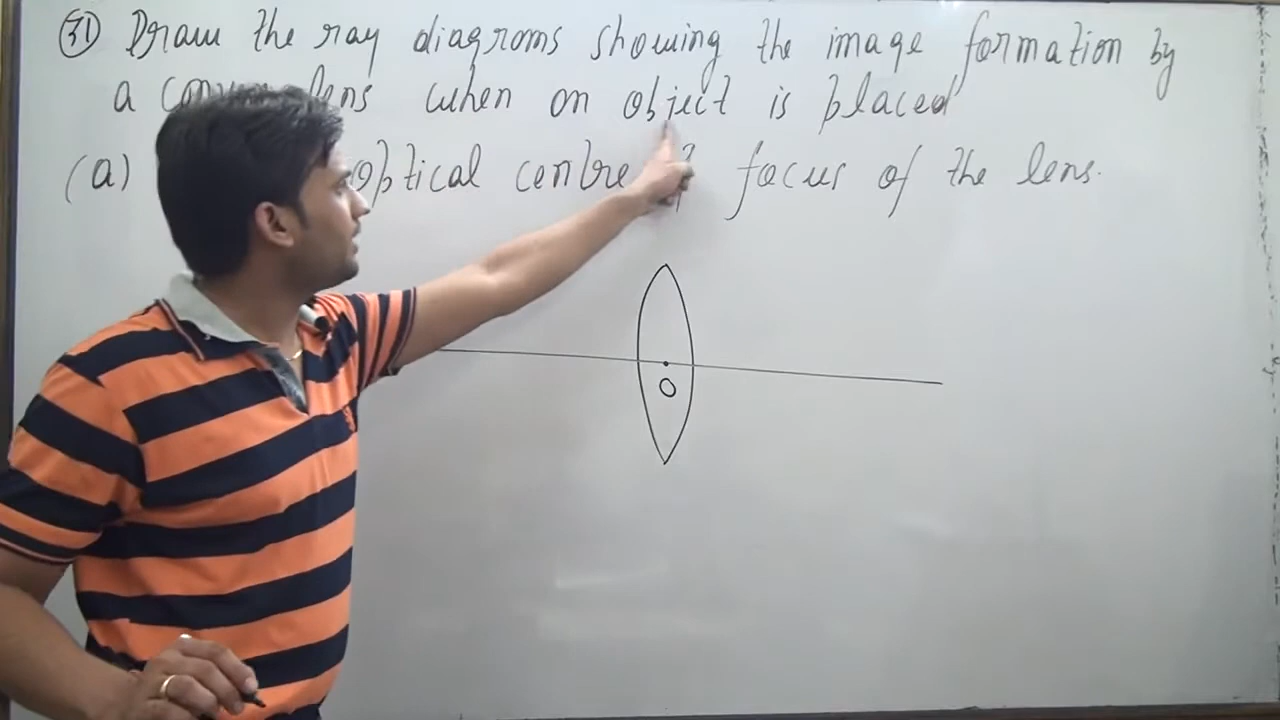 31 Draw the ray diagrams showing the image formation by
a lens when an object is placed
(a) optical centre focus of the lens.
O